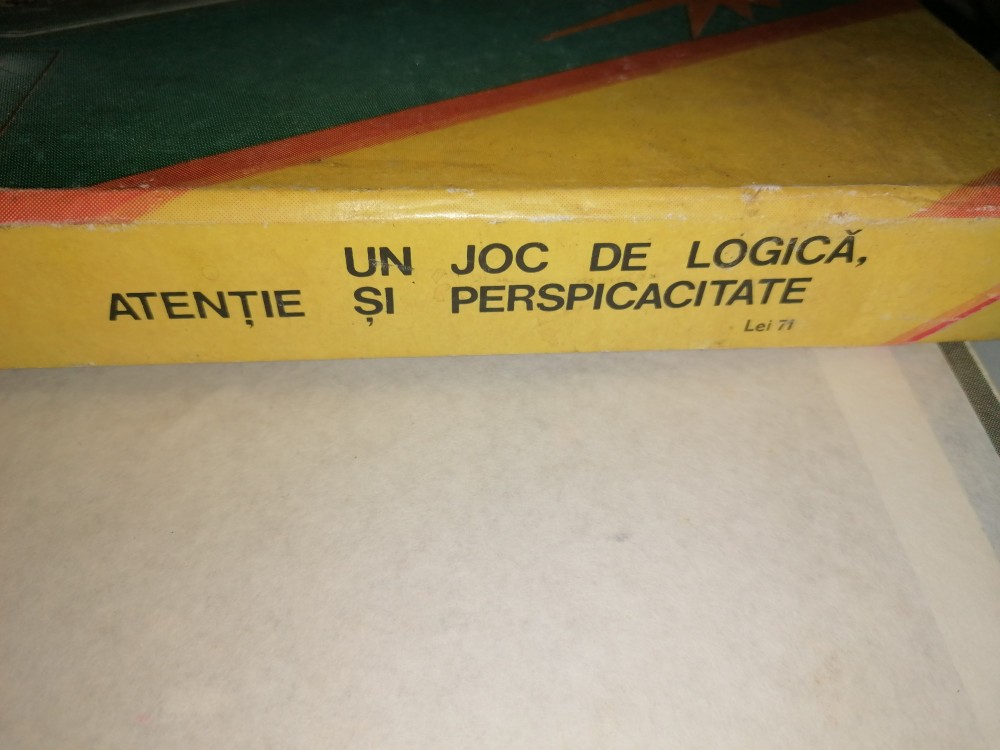 UN JOC DE LOGICĂ,
ATENȚIE ȘI PERSPICACITATE
Lei 71